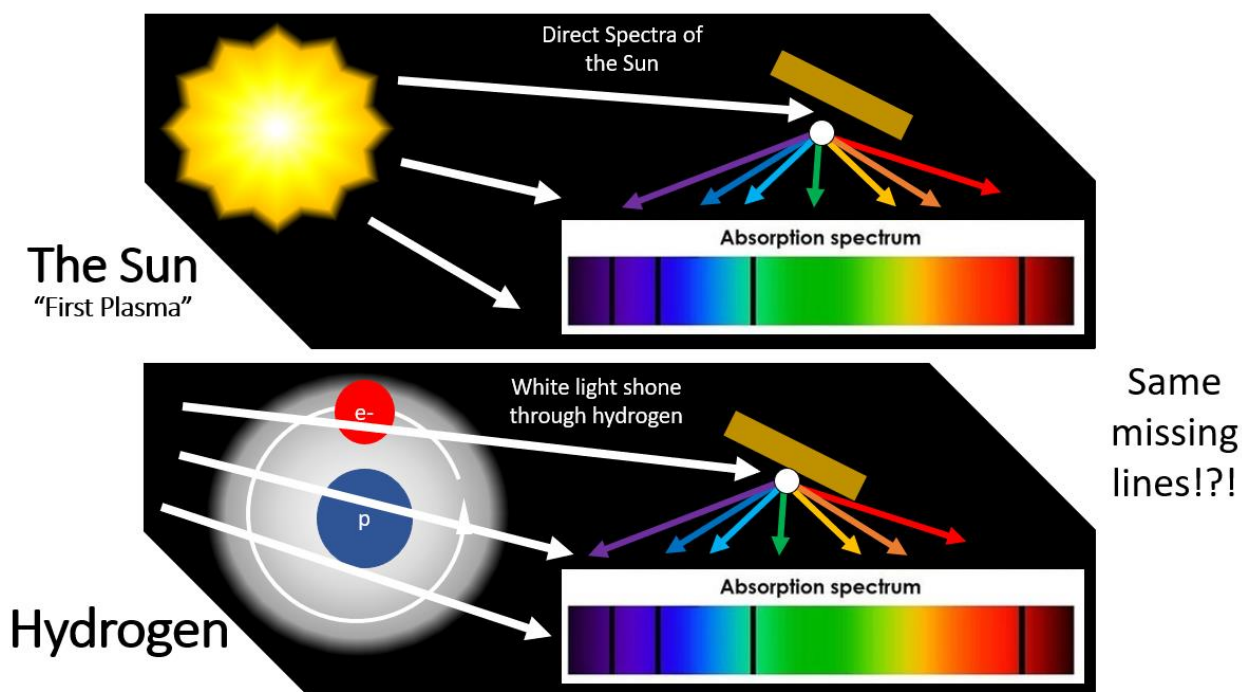 Direct Spectra of
the Sun
Absorption spectrum
The Sun
“First Plasma”
White light shone
through hydrogen
e-
p
Absorption spectrum
Hydrogen
Same
missing
lines!?!